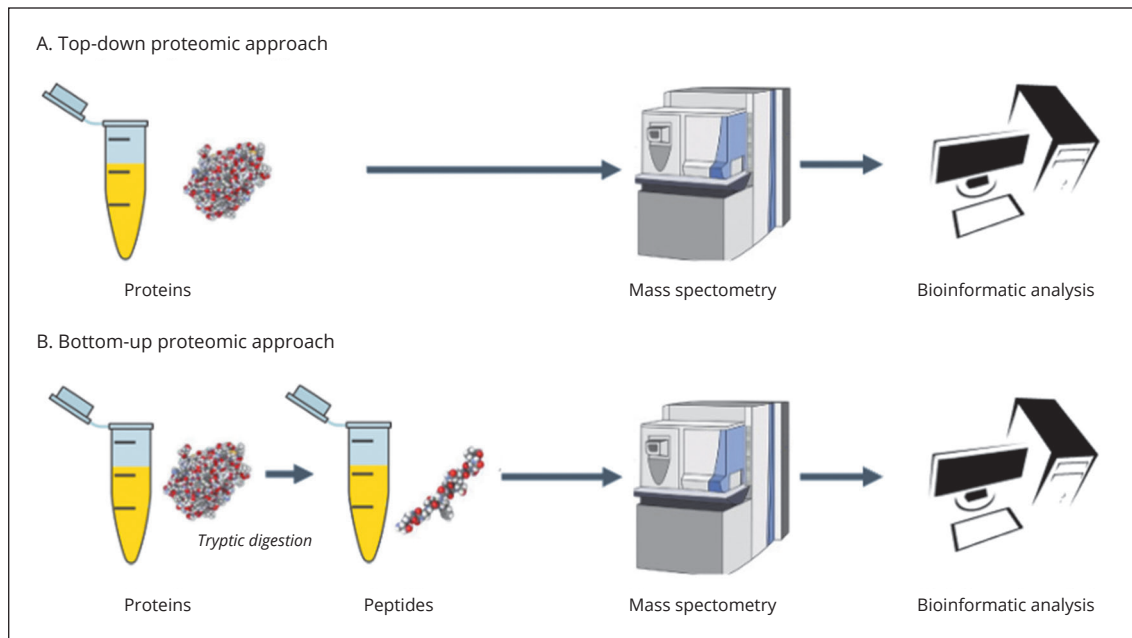 A. Top-down proteomic approach
Proteins
Mass spectometry
Bioinformatic analysis
B. Bottom-up proteomic approach
Tryptic digestion
Proteins
Peptides
Mass spectometry
Bioinformatic analysis